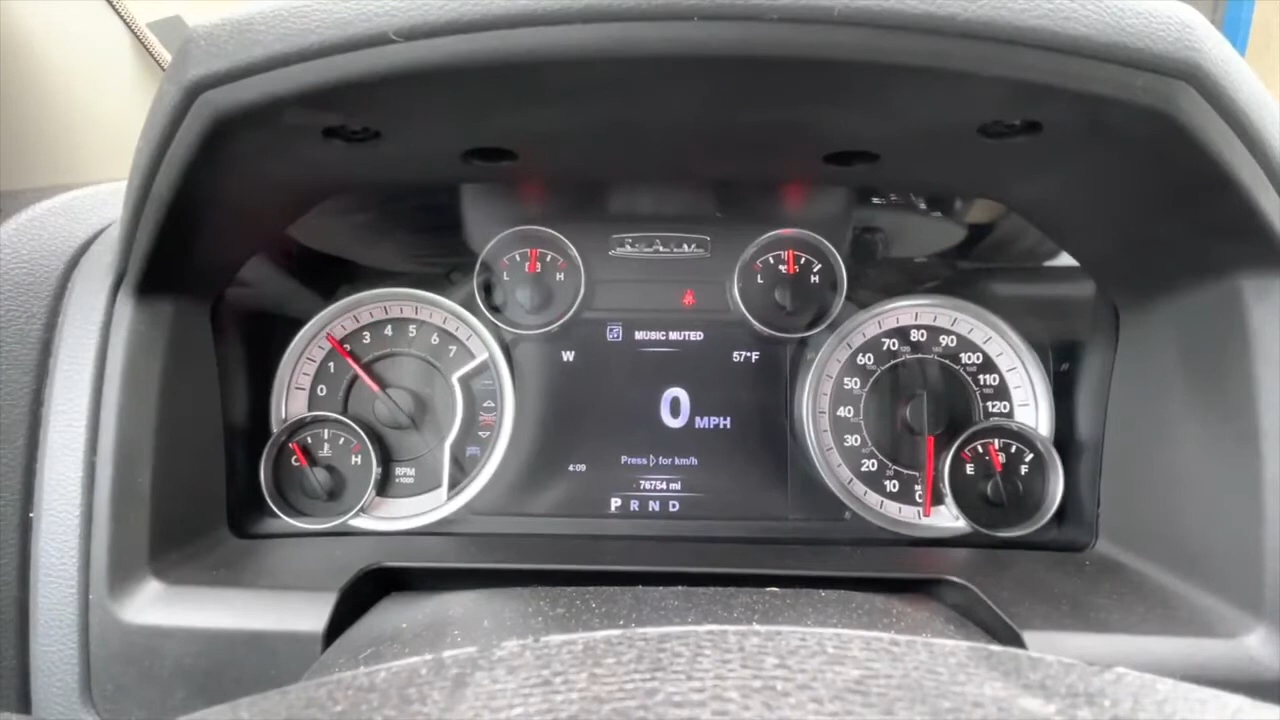 RAM
L H
L H
MUSIC MUTED
W 57°F
0 MPH
Press ▷ for km/h
4:09
76754 mi
P R N D
0 1 2 3 4 5 6 7
RPM
x1000
C H
0 10 20 30 40 50 60 70 80 90 100 110 120
E F